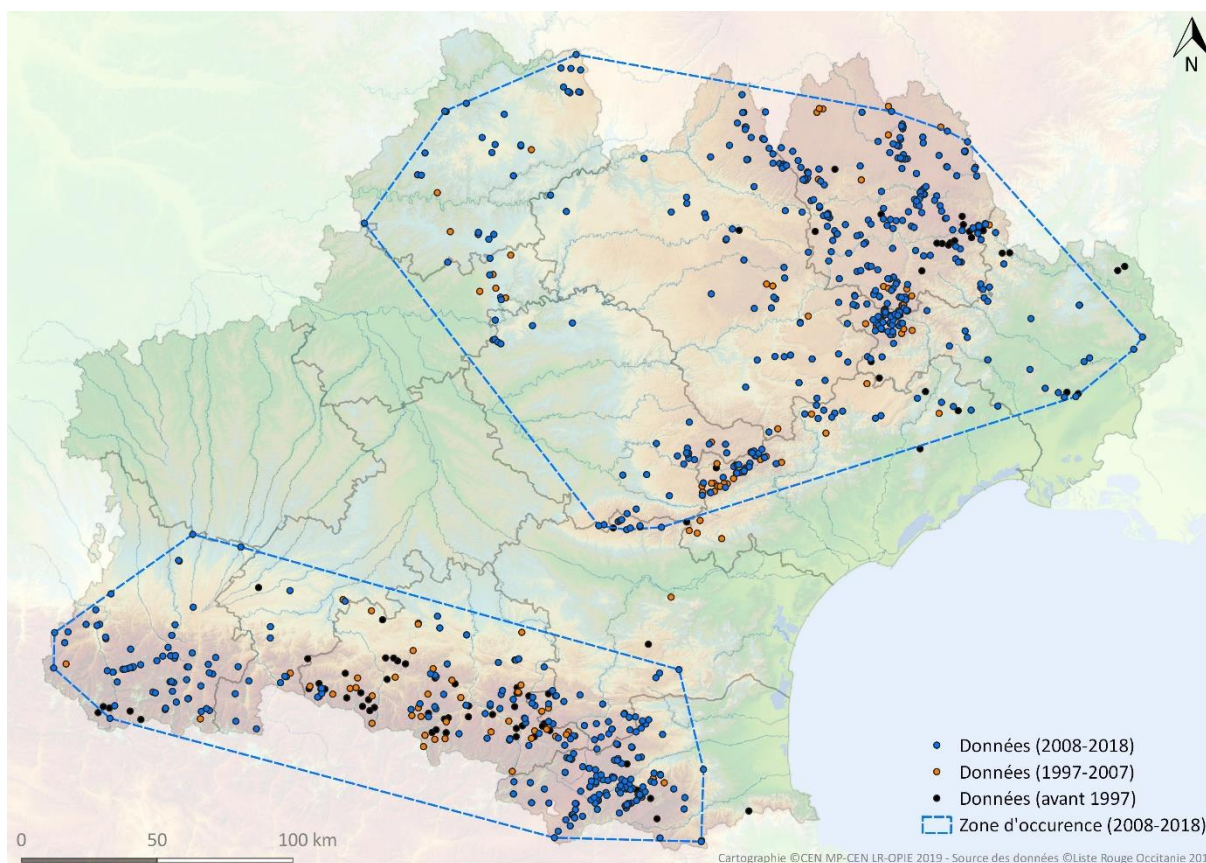 N
Données (2008-2018)
Données (1997-2007)
Données (avant 1997)
Zone d'occurence (2008-2018)
0 50 100 km
Cartographie ©CEN MP-CEN LR-OPIE 2019 - Source des données ©Liste Rouge Occitanie 201